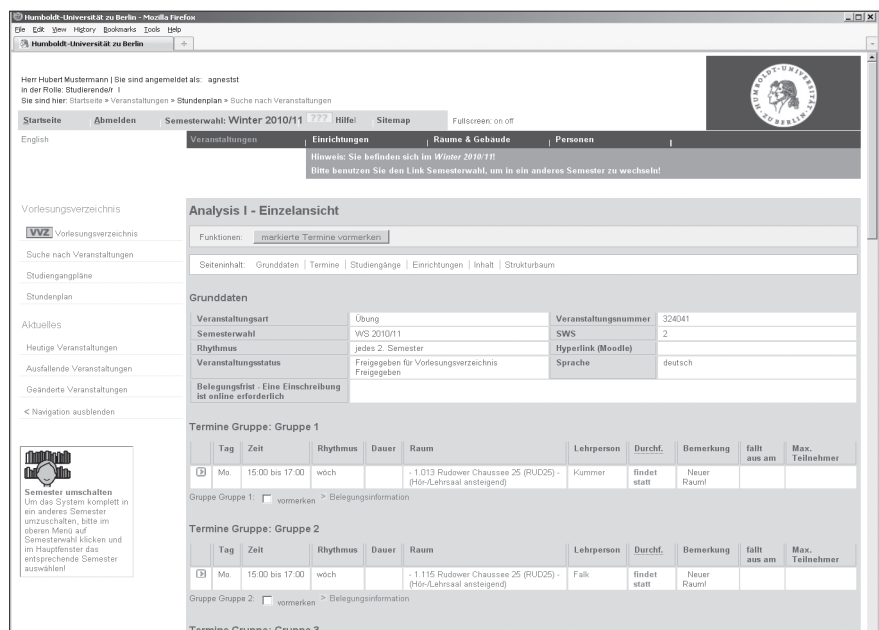 Humboldt-Universität zu Berlin - Mozilla Firefox
File Edit View History Bookmarks Tools Help
Humboldt-Universität zu Berlin
Herr Hubert Mustermann | Sie sind angemeldet als: agnestst
in der Rolle: Studierende/r |
Sie sind hier: Startseite » Veranstaltungen » Stundenplan » Suche nach Veranstaltungen
HUMBOLDT-UNIVERSITÄT ZU BERLIN
Startseite Abmelden Semesterwahl: Winter 2010/11 ??? Hilfe! Sitemap Fullscreen: on off
English
Veranstaltungen Einrichtungen Räume & Gebäude Personen
Hinweis: Sie befinden sich im Winter 2010/11!
Bitte benutzen Sie den Link Semesterwahl, um in ein anderes Semester zu wechseln!
Vorlesungsverzeichnis
VVZ Vorlesungsverzeichnis
Suche nach Veranstaltungen
Studiengangpläne
Stundenplan
Aktuelles
Heutige Veranstaltungen
Ausfallende Veranstaltungen
Geänderte Veranstaltungen
< Navigation ausblenden
Semester umschalten
Um das System komplett in
ein anderes Semester
umzuschalten, bitte im
oberen Menü auf
Semesterwahl klicken und
im Hauptfenster das
entsprechende Semester
auswählen!
Analysis I - Einzelansicht
Funktionen: markierte Termine vormerken
Seiteninhalt: Grunddaten | Termine | Studiengänge | Einrichtungen | Inhalt | Strukturbaum
Grunddaten
Veranstaltungsart Übung Veranstaltungsnummer 324041
Semesterwahl WS 2010/11 SWS 2
Rhythmus jedes 2. Semester Hyperlink (Moodle)
Veranstaltungsstatus Freigegeben für Vorlesungsverzeichnis Sprache deutsch
Freigegeben
Belegungsfrist - Eine Einschreibung
ist online erforderlich
Termine Gruppe: Gruppe 1
Tag Zeit Rhythmus Dauer Raum Lehrperson Durchf. Bemerkung fällt Max.
aus am Teilnehmer
Mo. 15:00 bis 17:00 wöch - 1.013 Rudower Chaussee 25 (RUD25) - Kummer findet Neuer
(Hör-/Lehrsaal ansteigend) statt Raum!
Gruppe Gruppe 1: vormerken > Belegungsinformation
Termine Gruppe: Gruppe 2
Tag Zeit Rhythmus Dauer Raum Lehrperson Durchf. Bemerkung fällt Max.
aus am Teilnehmer
Mo. 15:00 bis 17:00 wöch - 1.115 Rudower Chaussee 25 (RUD25) - Falk findet Neuer
(Hör-/Lehrsaal ansteigend) statt Raum!
Gruppe Gruppe 2: vormerken > Belegungsinformation
Termine Gruppe: Gruppe 3